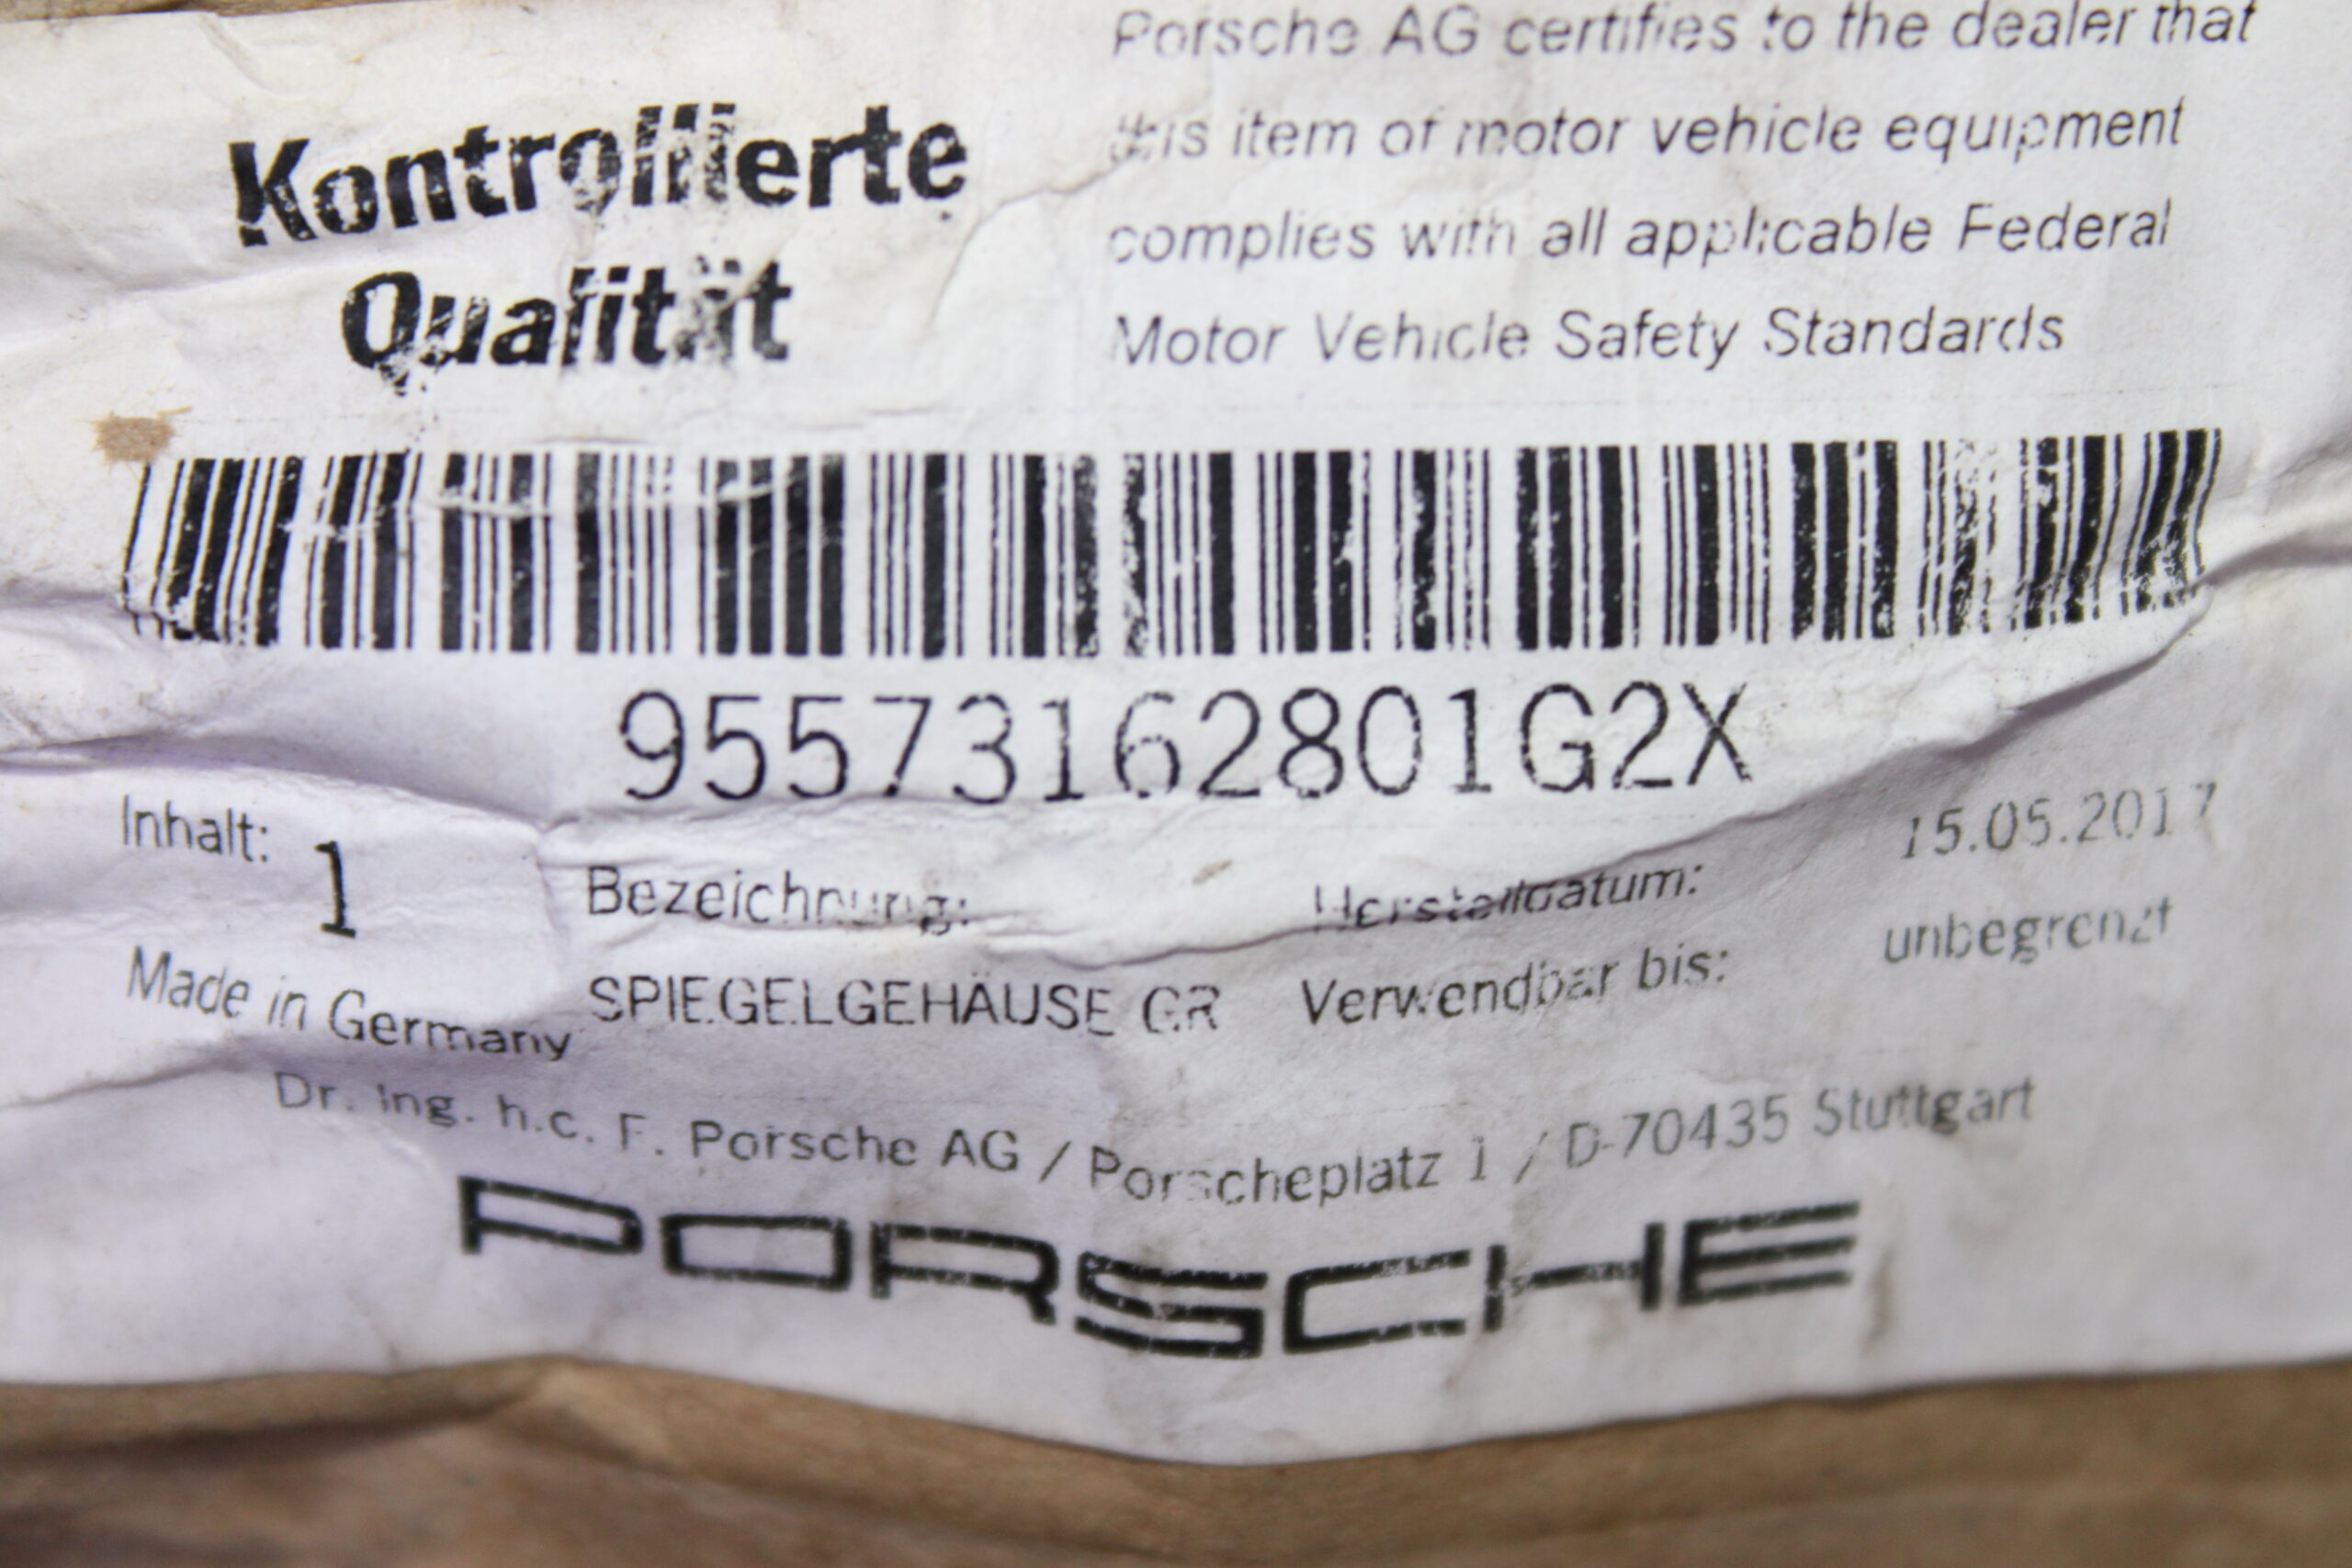 Kontrollierte
Qualität
Porsche AG certifies to the dealer that
this item of motor vehicle equipment
complies with all applicable Federal
Motor Vehicle Safety Standards
95573162801G2X
Inhalt: 1
Made in Germany
Bezeichnung:
SPIEGELGEHÄUSE GR
Herstelldatum: 15.05.2017
Verwendbar bis: unbegrenzt
Dr. Ing. h.c. F. Porsche AG / Porscheplatz 1 / D-70435 Stuttgart
PORSCHE